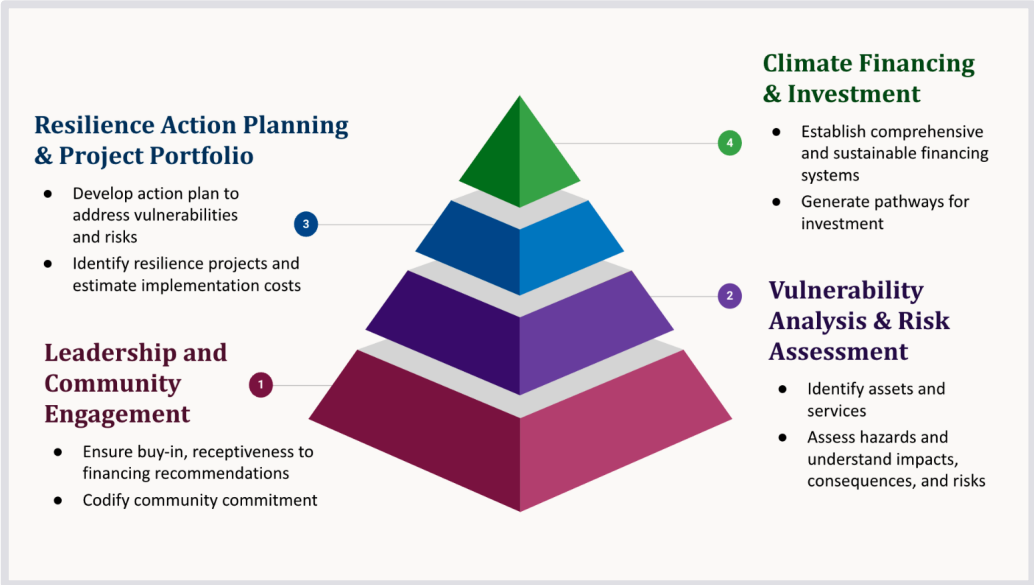 Climate Financing
& Investment
● Establish comprehensive
and sustainable financing
systems
● Generate pathways for
investment
4
Resilience Action Planning
& Project Portfolio
● Develop action plan to
address vulnerabilities
and risks
● Identify resilience projects and
estimate implementation costs
3
Vulnerability
Analysis & Risk
Assessment
● Identify assets and
services
● Assess hazards and
understand impacts,
consequences, and risks
2
Leadership and
Community
Engagement
● Ensure buy-in, receptiveness to
financing recommendations
● Codify community commitment
1